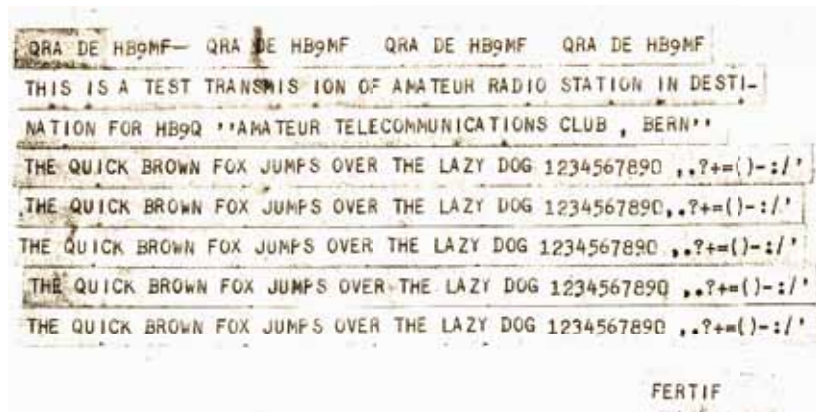 QRA DE HB9MF— QRA DE HB9MF QRA DE HB9MF QRA DE HB9MF
THIS IS A TEST TRANSMIS ION OF AMATEUR RADIO STATION IN DESTI-
NATION FOR HB9Q ''AMATEUR TELECOMMUNICATIONS CLUB , BERN''
THE QUICK BROWN FOX JUMPS OVER THE LAZY DOG 1234567890 ,.?+=()-:/'
THE QUICK BROWN FOX JUMPS OVER THE LAZY DOG 1234567890,.?+=()-:/'
THE QUICK BROWN FOX JUMPS OVER THE LAZY DOG 1234567890 ,.?+=()-:/'
THE QUICK BROWN FOX JUMPS OVER THE LAZY DOG 1234567890 ,.?+=()-:/'
THE QUICK BROWN FOX JUMPS OVER THE LAZY DOG 1234567890 ,.?+=()-:/'
FERTIF